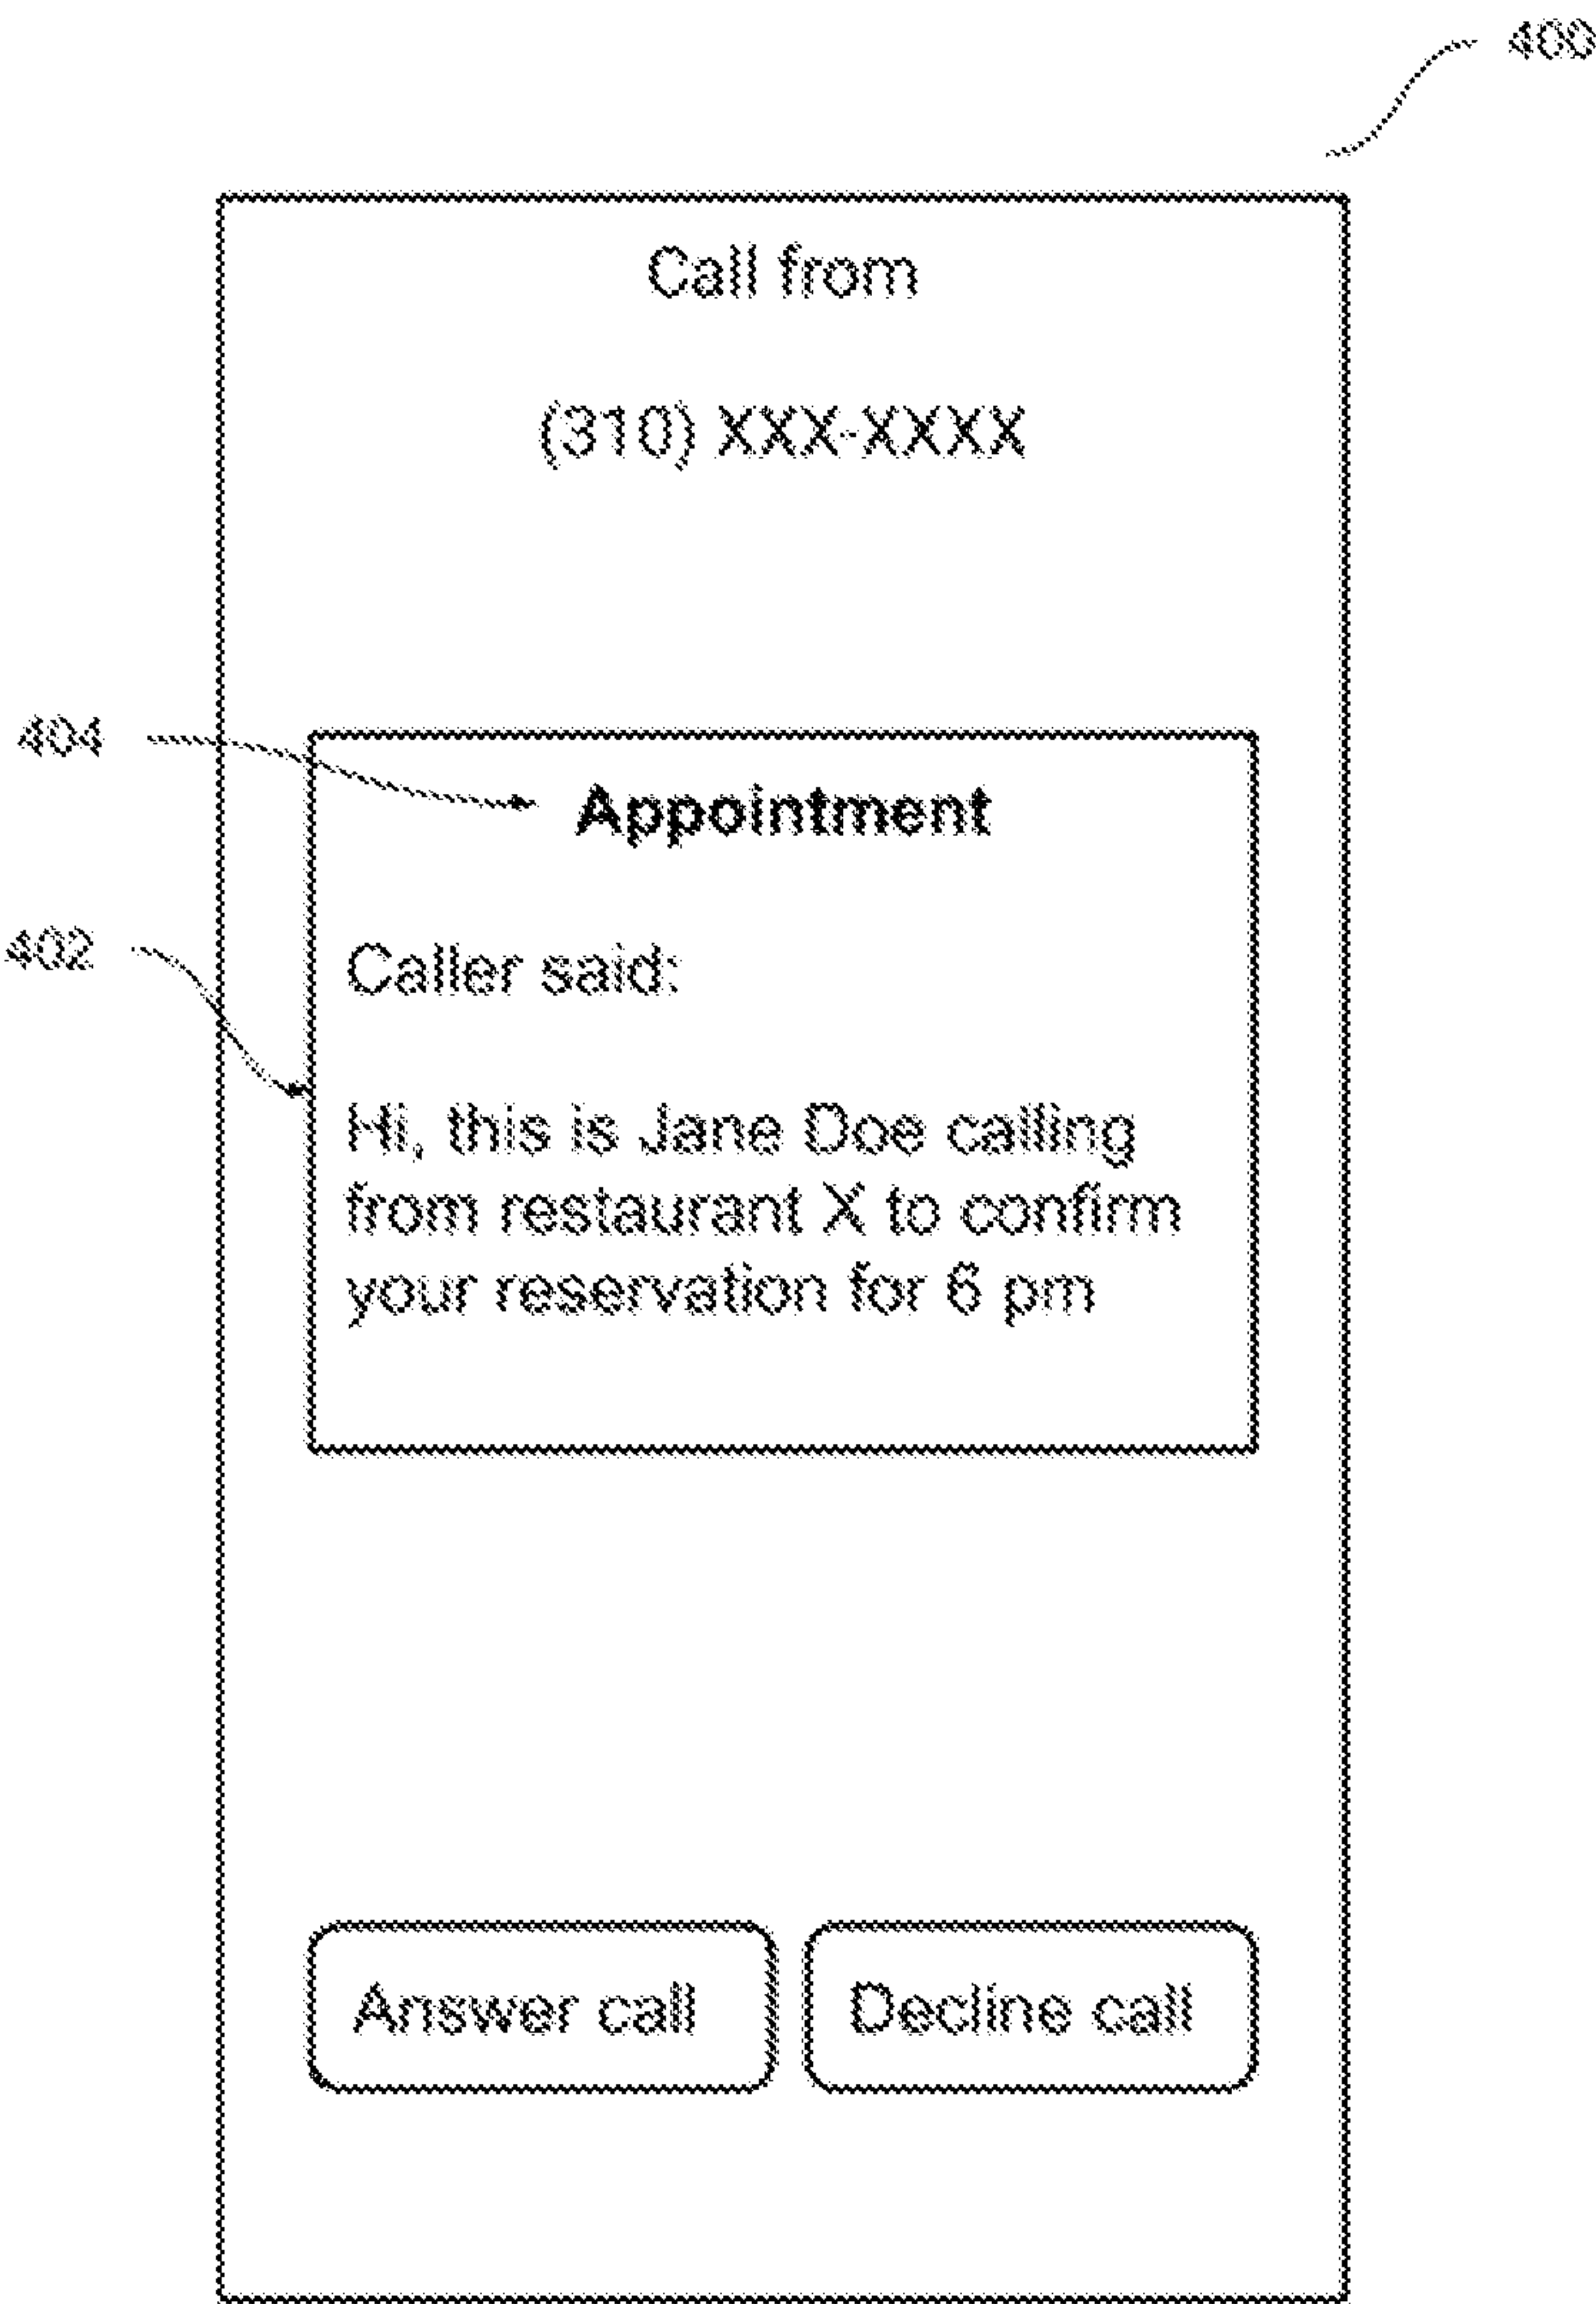 400
Call from
(310) XXX-XXXX
404
Appointment
402
Caller said:
Hi, this is Jane Doe calling
from restaurant X to confirm
your reservation for 6 pm
Answer call
Decline call